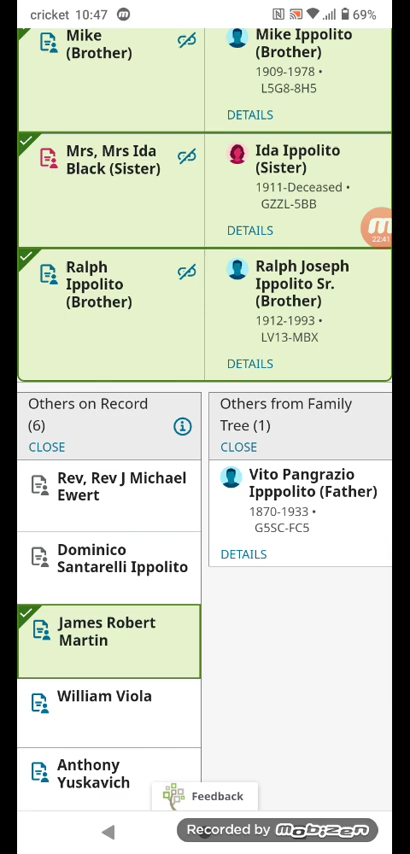 cricket 10:47 69%
Mike
(Brother)
Mike Ippolito
(Brother)
1909-1978 •
L5G8-8H5
DETAILS
Mrs, Mrs Ida
Black (Sister)
Ida Ippolito
(Sister)
1911-Deceased •
GZZL-5BB
DETAILS
22:41
Ralph
Ippolito
(Brother)
Ralph Joseph
Ippolito Sr.
(Brother)
1912-1993 •
LV13-MBX
DETAILS
Others on Record
(6)
CLOSE
Others from Family
Tree (1)
CLOSE
Rev, Rev J Michael
Ewert
Vito Pangrazio
Ipppolito (Father)
1870-1933 •
G5SC-FC5
DETAILS
Dominico
Santarelli Ippolito
James Robert
Martin
William Viola
Anthony
Yuskavich
Feedback
Recorded by mobizen